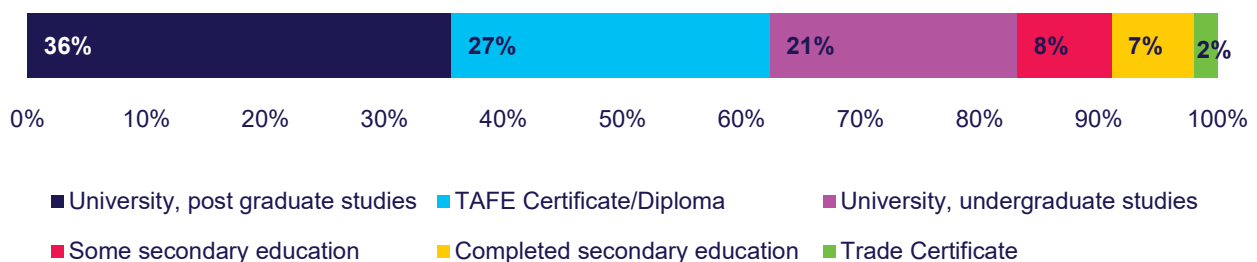 36% 27% 21% 8% 7% 2%
0% 10% 20% 30% 40% 50% 60% 70% 80% 90% 100%
University, post graduate studies TAFE Certificate/Diploma University, undergraduate studies
Some secondary education Completed secondary education Trade Certificate